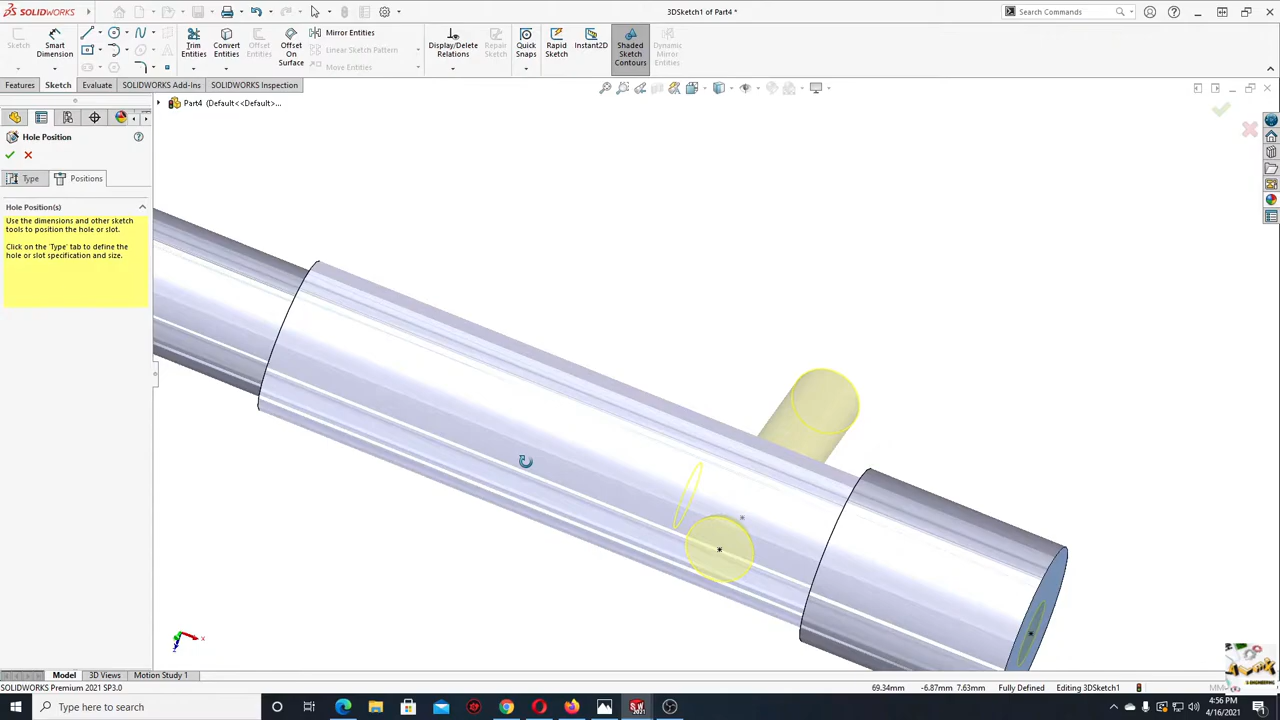 SOLIDWORKS
3DSketch1 of Part4 *
Search Commands
Sketch
Smart Dimension
Trim Entities
Convert Entities
Offset Entities
Offset On Surface
Mirror Entities
Linear Sketch Pattern
Move Entities
Display/Delete Relations
Repair Sketch
Quick Snaps
Rapid Sketch
Instant2D
Shaded Sketch Contours
Dynamic Mirror Entities
Features
Sketch
Evaluate
SOLIDWORKS Add-Ins
SOLIDWORKS Inspection
Part4 (Default<<Default>...
Hole Position
Type
Positions
Hole Position(s)
Use the dimensions and other sketch
tools to position the hole or slot.
Click on the 'Type' tab to define the
hole or slot specification and size.
x
z
Model
3D Views
Motion Study 1
SOLIDWORKS Premium 2021 SP3.0
69.34mm
-6.87mm 7.63mm
Fully Defined
Editing 3DSketch1
Type here to search
4:56 PM
4/16/2021